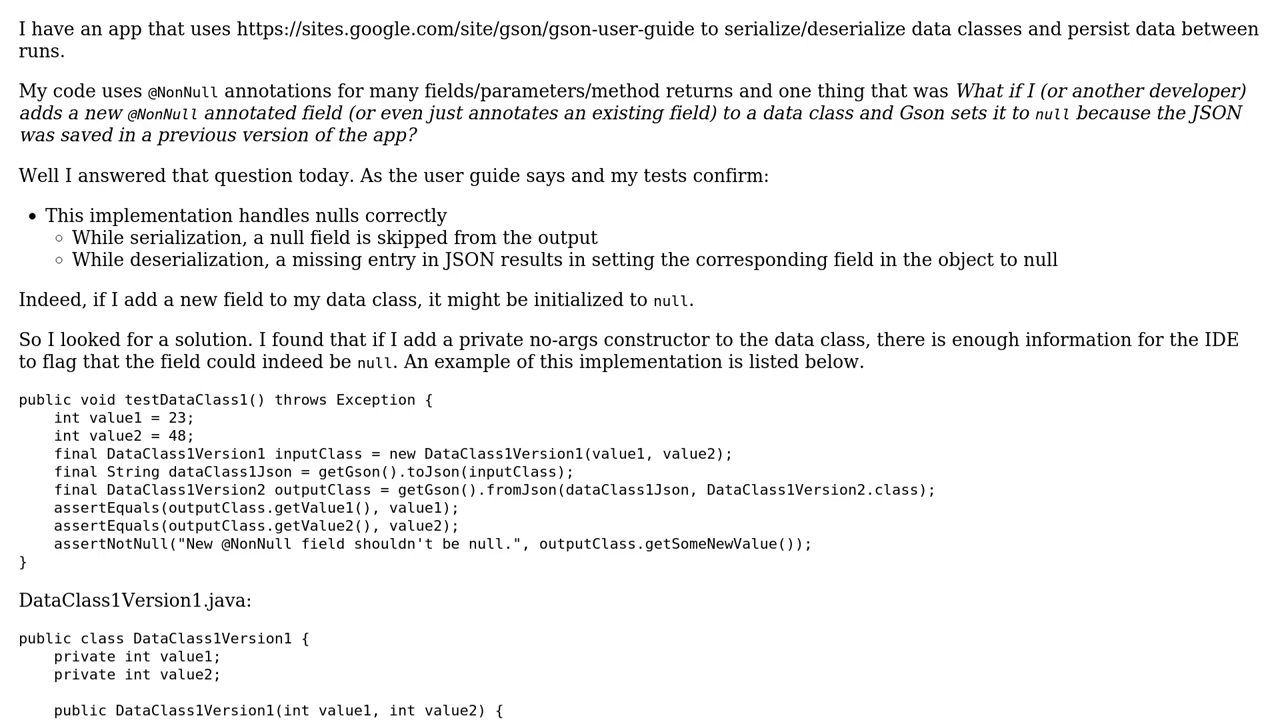 I have an app that uses https://sites.google.com/site/gson/gson-user-guide to serialize/deserialize data classes and persist data between
runs.
My code uses @NonNull annotations for many fields/parameters/method returns and one thing that was What if I (or another developer)
adds a new @NonNull annotated field (or even just annotates an existing field) to a data class and Gson sets it to null because the JSON
was saved in a previous version of the app?
Well I answered that question today. As the user guide says and my tests confirm:
• This implementation handles nulls correctly
◦ While serialization, a null field is skipped from the output
◦ While deserialization, a missing entry in JSON results in setting the corresponding field in the object to null
Indeed, if I add a new field to my data class, it might be initialized to null.
So I looked for a solution. I found that if I add a private no-args constructor to the data class, there is enough information for the IDE
to flag that the field could indeed be null. An example of this implementation is listed below.
public void testDataClass1() throws Exception {
    int value1 = 23;
    int value2 = 48;
    final DataClass1Version1 inputClass = new DataClass1Version1(value1, value2);
    final String dataClass1Json = getGson().toJson(inputClass);
    final DataClass1Version2 outputClass = getGson().fromJson(dataClass1Json, DataClass1Version2.class);
    assertEquals(outputClass.getValue1(), value1);
    assertEquals(outputClass.getValue2(), value2);
    assertNotNull("New @NonNull field shouldn't be null.", outputClass.getSomeNewValue());
}
DataClass1Version1.java:
public class DataClass1Version1 {
    private int value1;
    private int value2;
    public DataClass1Version1(int value1, int value2) {